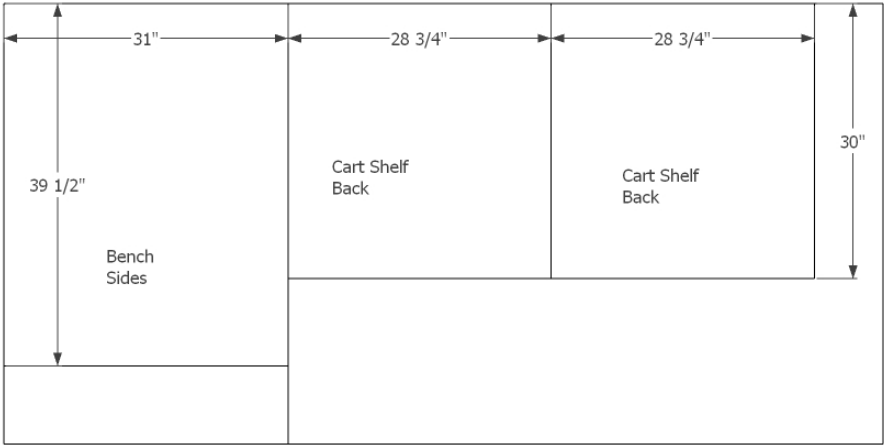 31"
28 3/4"
28 3/4"
30"
39 1/2"
Cart Shelf
Back
Cart Shelf
Back
Bench
Sides